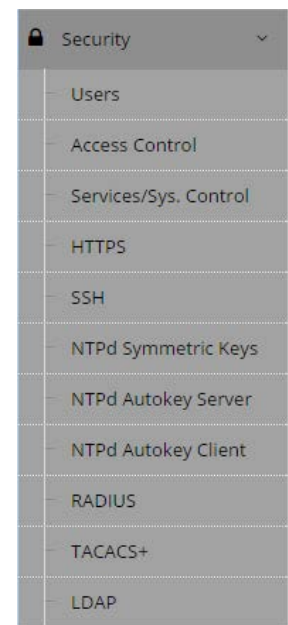 Security
Users
Access Control
Services/Sys. Control
HTTPS
SSH
NTPd Symmetric Keys
NTPd Autokey Server
NTPd Autokey Client
RADIUS
TACACS+
LDAP